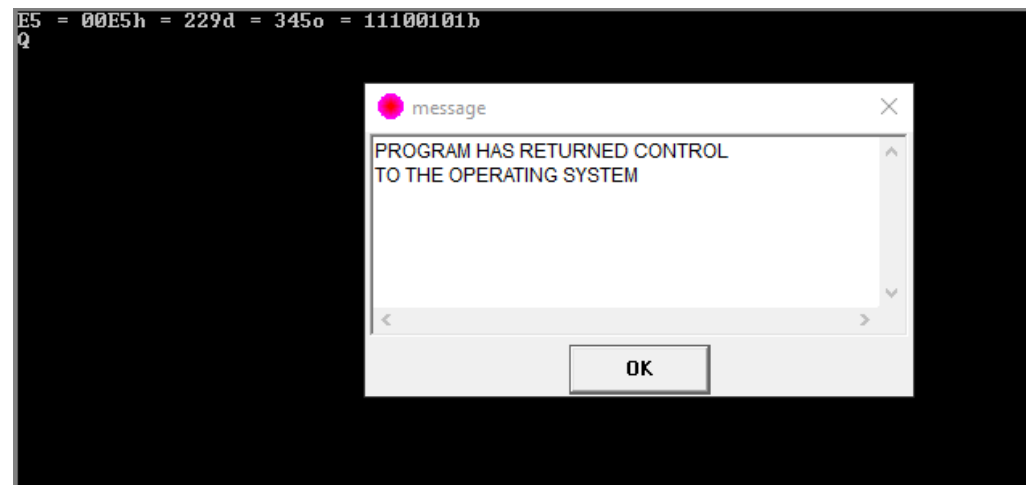 E5 = 00E5h = 229d = 345o = 11100101b
Q
message
PROGRAM HAS RETURNED CONTROL
TO THE OPERATING SYSTEM
OK